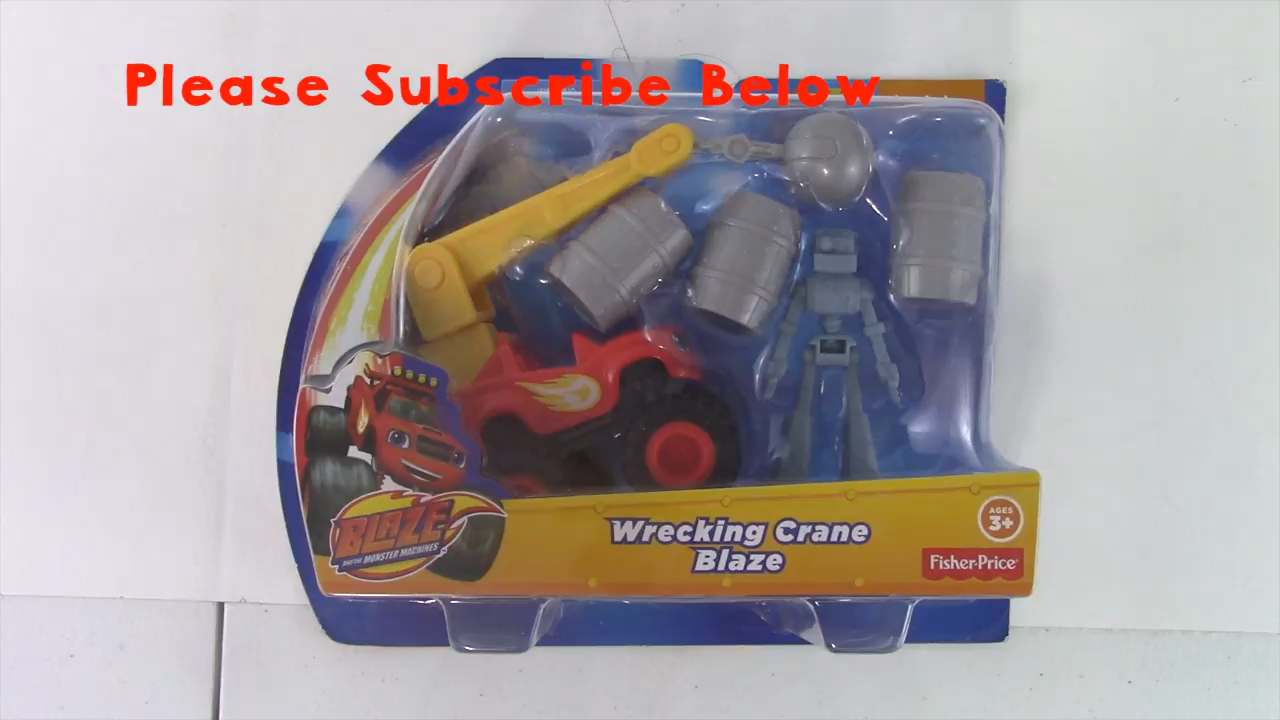 Please Subscribe Below
Wrecking Crane
Blaze
AGES
3+
Fisher-Price
BLAZE
AND THE MONSTER MACHINES